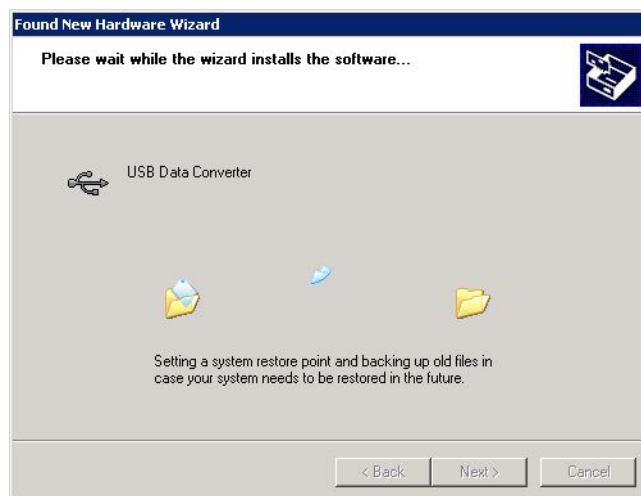 Found New Hardware Wizard
Please wait while the wizard installs the software...
USB Data Converter
Setting a system restore point and backing up old files in
case your system needs to be restored in the future.
< Back
Next >
Cancel